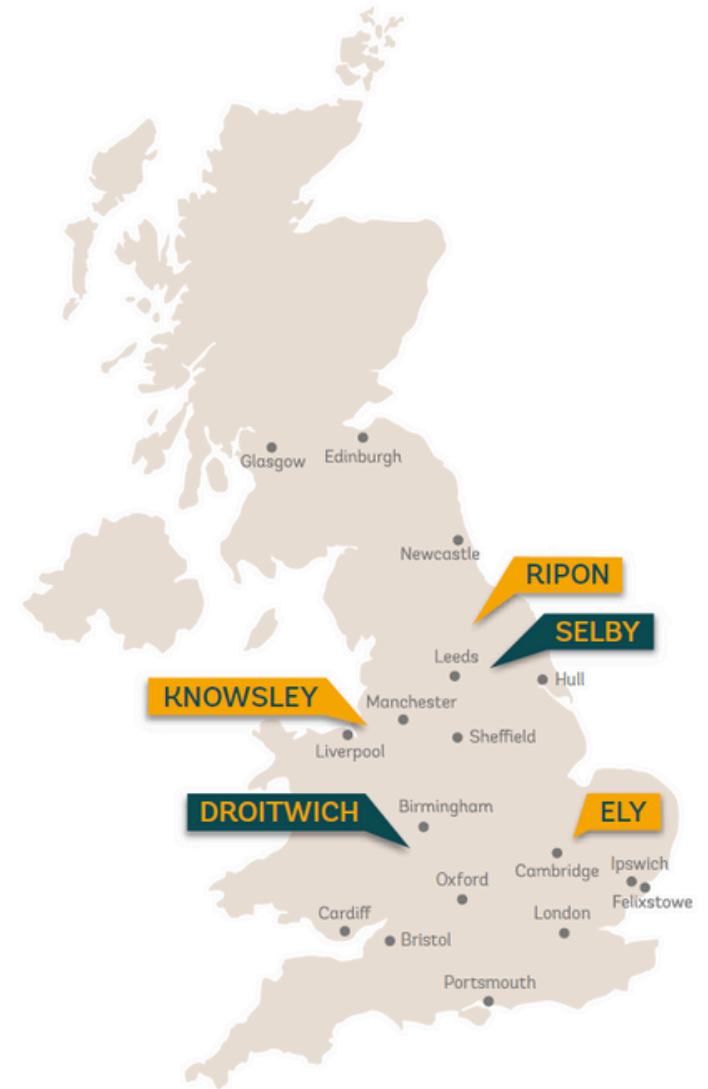 Glasgow
Edinburgh
Newcastle
RIPON
SELBY
Leeds
Hull
KNOWSLEY
Manchester
Sheffield
Liverpool
DROITWICH
Birmingham
ELY
Cambridge
Ipswich
Oxford
Felixstowe
Cardiff
London
Bristol
Portsmouth